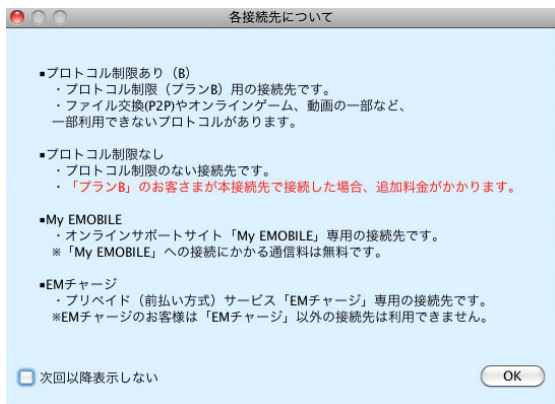 各接続先について
▪プロトコル制限あり（B）
・プロトコル制限（プランB）用の接続先です。
・ファイル交換(P2P)やオンラインゲーム、動画の一部など、
一部利用できないプロトコルがあります。
▪プロトコル制限なし
・プロトコル制限のない接続先です。
・「プランB」のお客さまが本接続先で接続した場合、追加料金がかかります。
▪My EMOBILE
・オンラインサポートサイト「My EMOBILE」専用の接続先です。
※「My EMOBILE」への接続にかかる通信料は無料です。
▪EMチャージ
・プリペイド（前払い方式）サービス「EMチャージ」専用の接続先です。
※EMチャージのお客様は「EMチャージ」以外の接続先は利用できません。
次回以降表示しない
OK